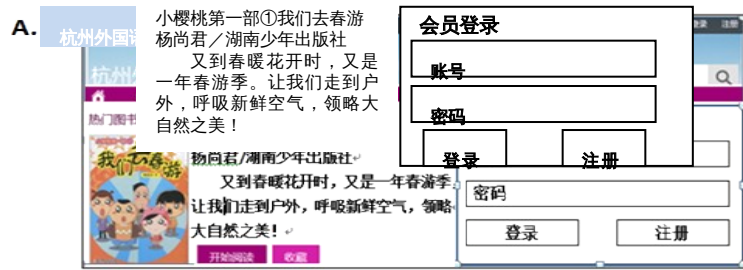 A.
杭州外国语
小樱桃第一部①我们去春游
杨尚君／湖南少年出版社
又到春暖花开时，又是
一年春游季。让我们走到户
外，呼吸新鲜空气，领略大
自然之美！
会员登录
账号
密码
登录
注册
登录 注册
杭州外
热门图书
我们去春游
杨尚君/湖南少年出版社
又到春暖花开时，又是一年春游季
让我们走到户外，呼吸新鲜空气，领略
大自然之美！
开始阅读
收藏
密码
登录
注册